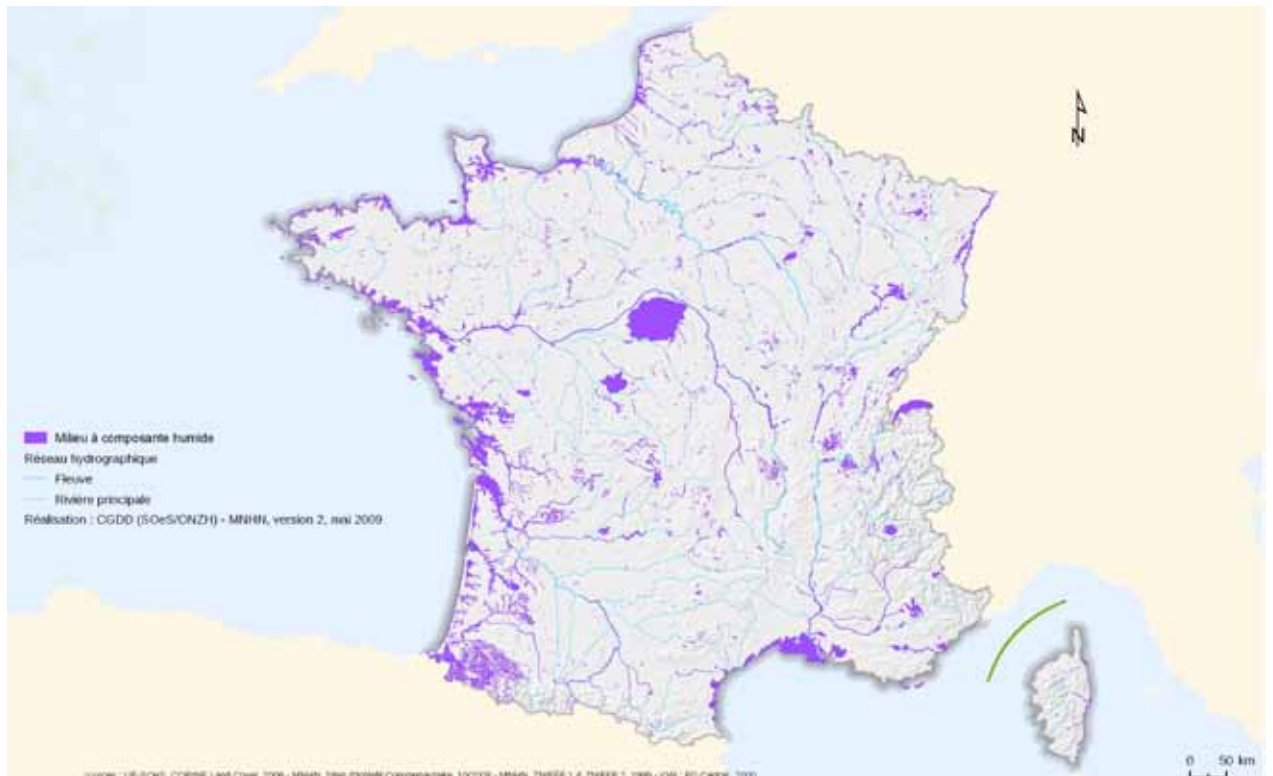 N
Milieu à composante humide
Réseau hydrographique
Fleuve
Rivière principale
Réalisation : CGDD (SOeS/ONZH) - MNHN, version 2, mai 2009
0 50 km